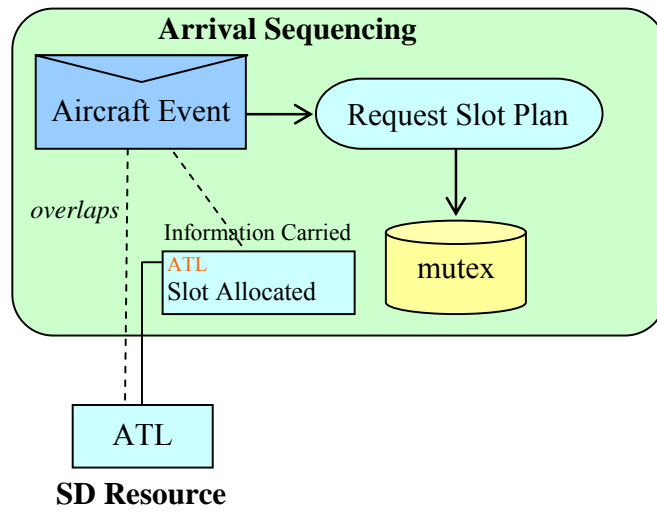 Arrival Sequencing
Aircraft Event
Request Slot Plan
overlaps
Information Carried
ATL
Slot Allocated
mutex
ATL
SD Resource